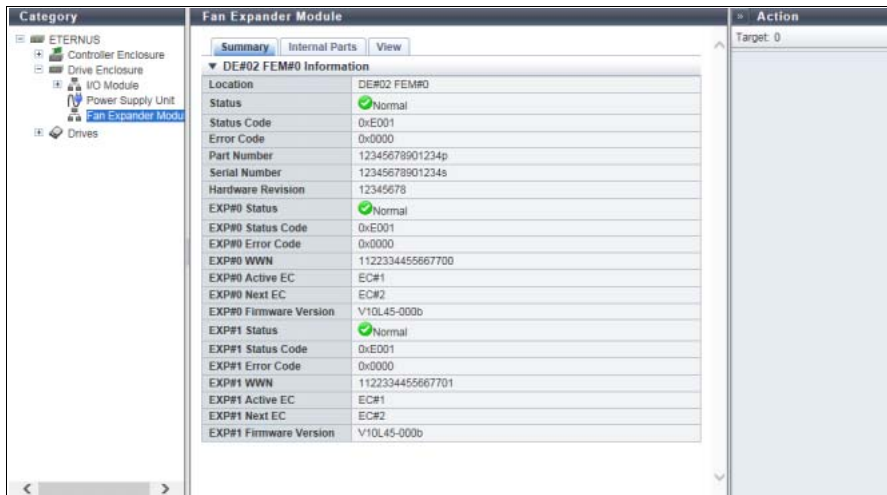 Category
ETERNUS
Controller Enclosure
Drive Enclosure
I/O Module
Power Supply Unit
Fan Expander Modu
Drives
Fan Expander Module
Summary Internal Parts View
▼ DE#02 FEM#0 Information
Location DE#02 FEM#0
Status Normal
Status Code 0xE001
Error Code 0x0000
Part Number 12345678901234p
Serial Number 12345678901234s
Hardware Revision 12345678
EXP#0 Status Normal
EXP#0 Status Code 0xE001
EXP#0 Error Code 0x0000
EXP#0 WWN 1122334455667700
EXP#0 Active EC EC#1
EXP#0 Next EC EC#2
EXP#0 Firmware Version V10L45-000b
EXP#1 Status Normal
EXP#1 Status Code 0xE001
EXP#1 Error Code 0x0000
EXP#1 WWN 1122334455667701
EXP#1 Active EC EC#1
EXP#1 Next EC EC#2
EXP#1 Firmware Version V10L45-000b
» Action
Target: 0